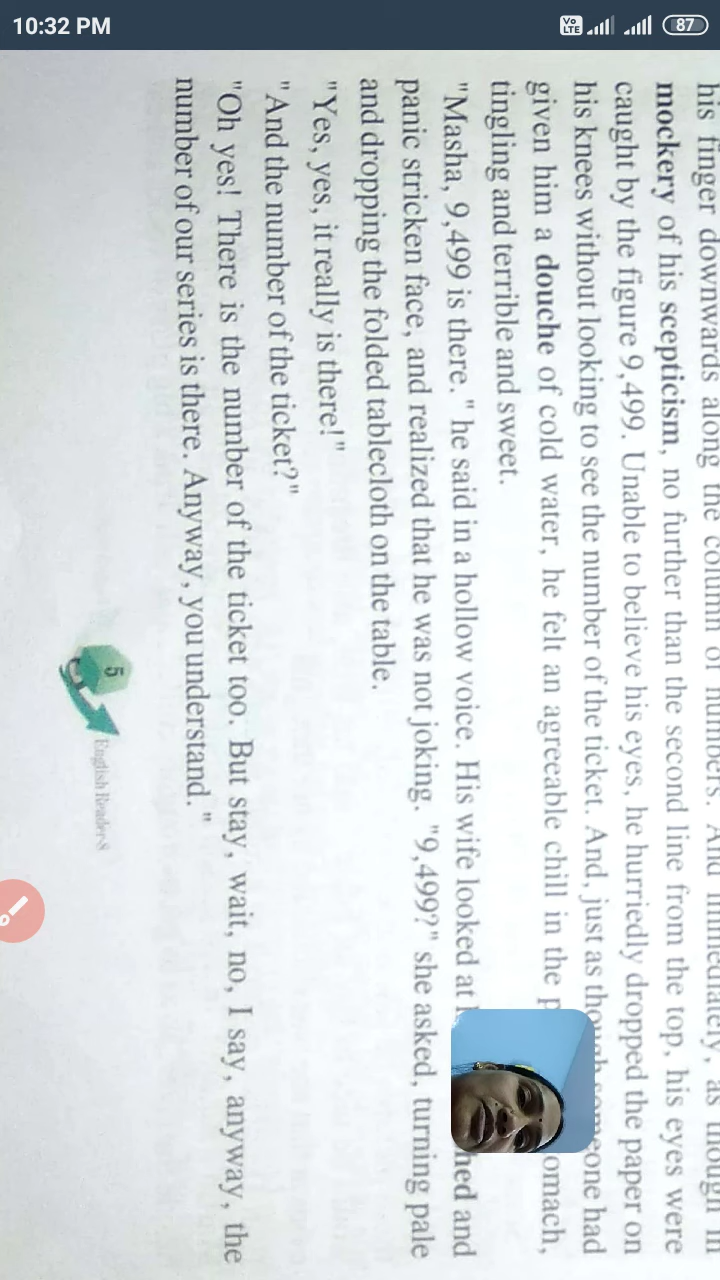 10:32 PM
Vo LTE
87
his finger downwards along the column of numbers. And immediately, as though in
mockery of his scepticism, no further than the second line from the top, his eyes were
caught by the figure 9,499. Unable to believe his eyes, he hurriedly dropped the paper on
his knees without looking to see the number of the ticket. And, just as though someone had
given him a douche of cold water, he felt an agreeable chill in the p omach,
tingling and terrible and sweet.
"Masha, 9,499 is there." he said in a hollow voice. His wife looked at hed and
panic stricken face, and realized that he was not joking. "9,499?" she asked, turning pale
and dropping the folded tablecloth on the table.
"Yes, yes, it really is there!"
"And the number of the ticket?"
"Oh yes! There is the number of the ticket too. But stay, wait, no, I say, anyway, the
number of our series is there. Anyway, you understand."
5
English Reader-8